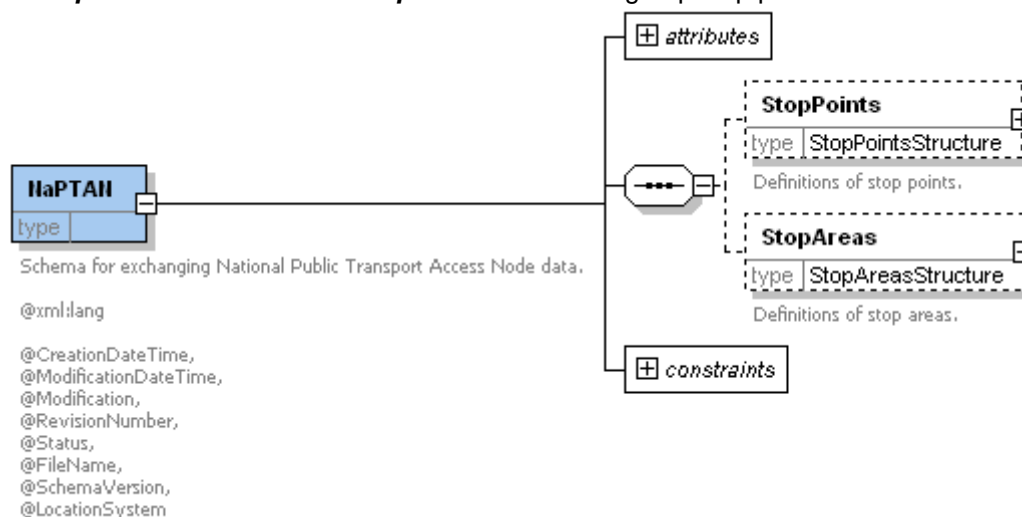 attributes
StopPoints
type StopPointsStructure
Definitions of stop points.
NaPTAN
type
StopAreas
type StopAreasStructure
Definitions of stop areas.
Schema for exchanging National Public Transport Access Node data.
@xml:lang
@CreationDateTime,
@ModificationDateTime,
@Modification,
@RevisionNumber,
@Status,
@FileName,
@SchemaVersion,
@LocationSystem
constraints